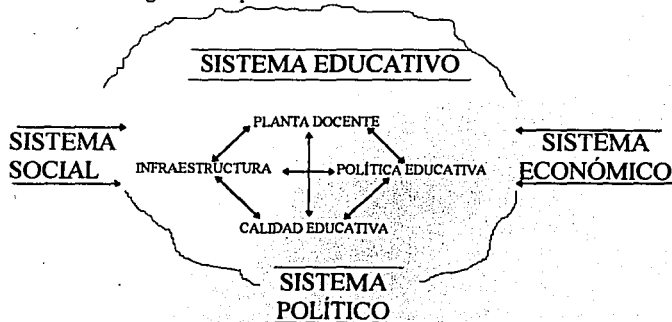 SISTEMA EDUCATIVO
PLANTA DOCENTE
SISTEMA
SOCIAL
INFRAESTRUCTURA
POLÍTICA EDUCATIVA
SISTEMA
ECONÓMICO
CALIDAD EDUCATIVA
SISTEMA
POLÍTICO